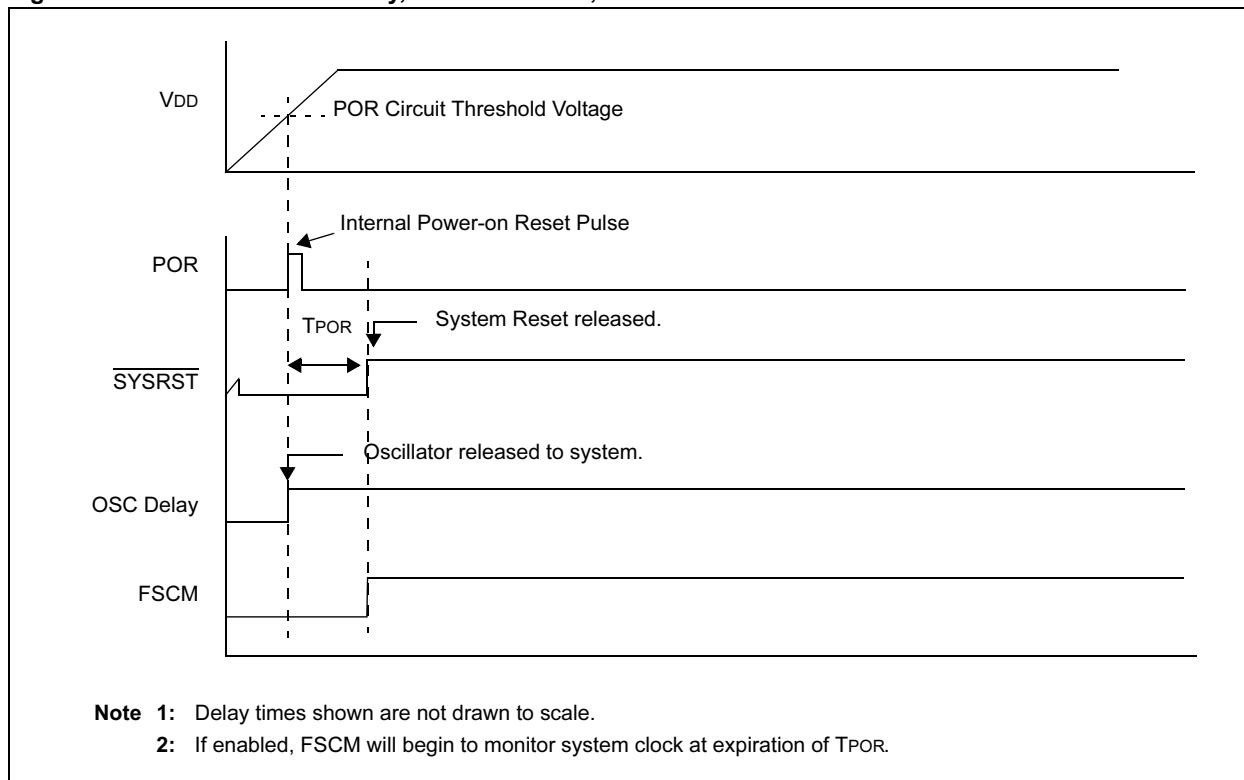 VDD
POR Circuit Threshold Voltage
Internal Power-on Reset Pulse
POR
TPOR
System Reset released.
SYSRST
Oscillator released to system.
OSC Delay
FSCM
Note 1: Delay times shown are not drawn to scale.
2: If enabled, FSCM will begin to monitor system clock at expiration of TPOR.